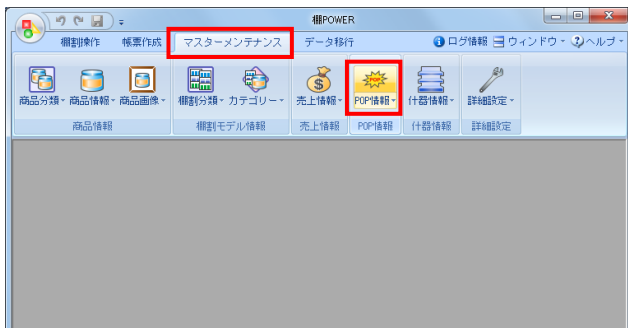 棚POWER
棚割操作 帳票作成 マスターメンテナンス データ移行 ログ情報 ウィンドウ ヘルプ
商品分類 商品情報 商品画像 棚割分類 カテゴリー 売上情報 POP POP情報 什器情報 詳細設定
商品情報 棚割モデル情報 売上情報 POP情報 什器情報 詳細設定